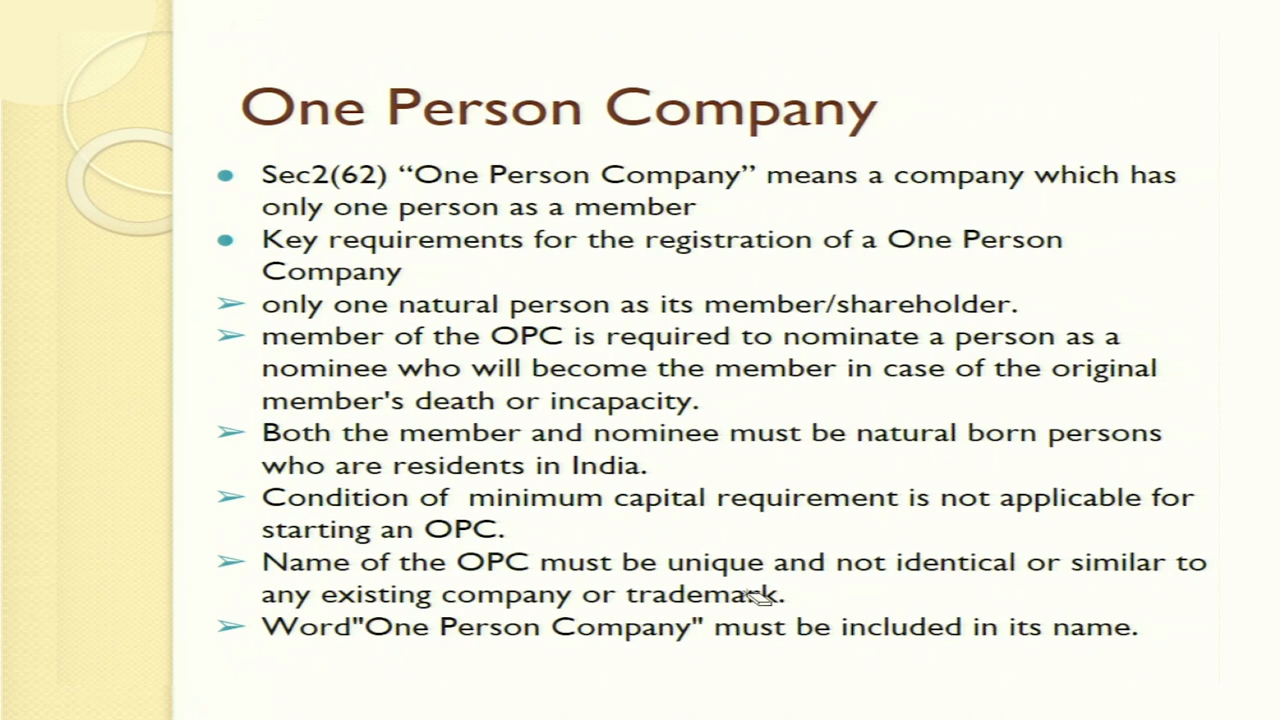 One Person Company
• Sec2(62) “One Person Company” means a company which has
only one person as a member
• Key requirements for the registration of a One Person
Company
➢ only one natural person as its member/shareholder.
➢ member of the OPC is required to nominate a person as a
nominee who will become the member in case of the original
member's death or incapacity.
➢ Both the member and nominee must be natural born persons
who are residents in India.
➢ Condition of  minimum capital requirement is not applicable for
starting an OPC.
➢ Name of the OPC must be unique and not identical or similar to
any existing company or trademark.
➢ Word"One Person Company" must be included in its name.